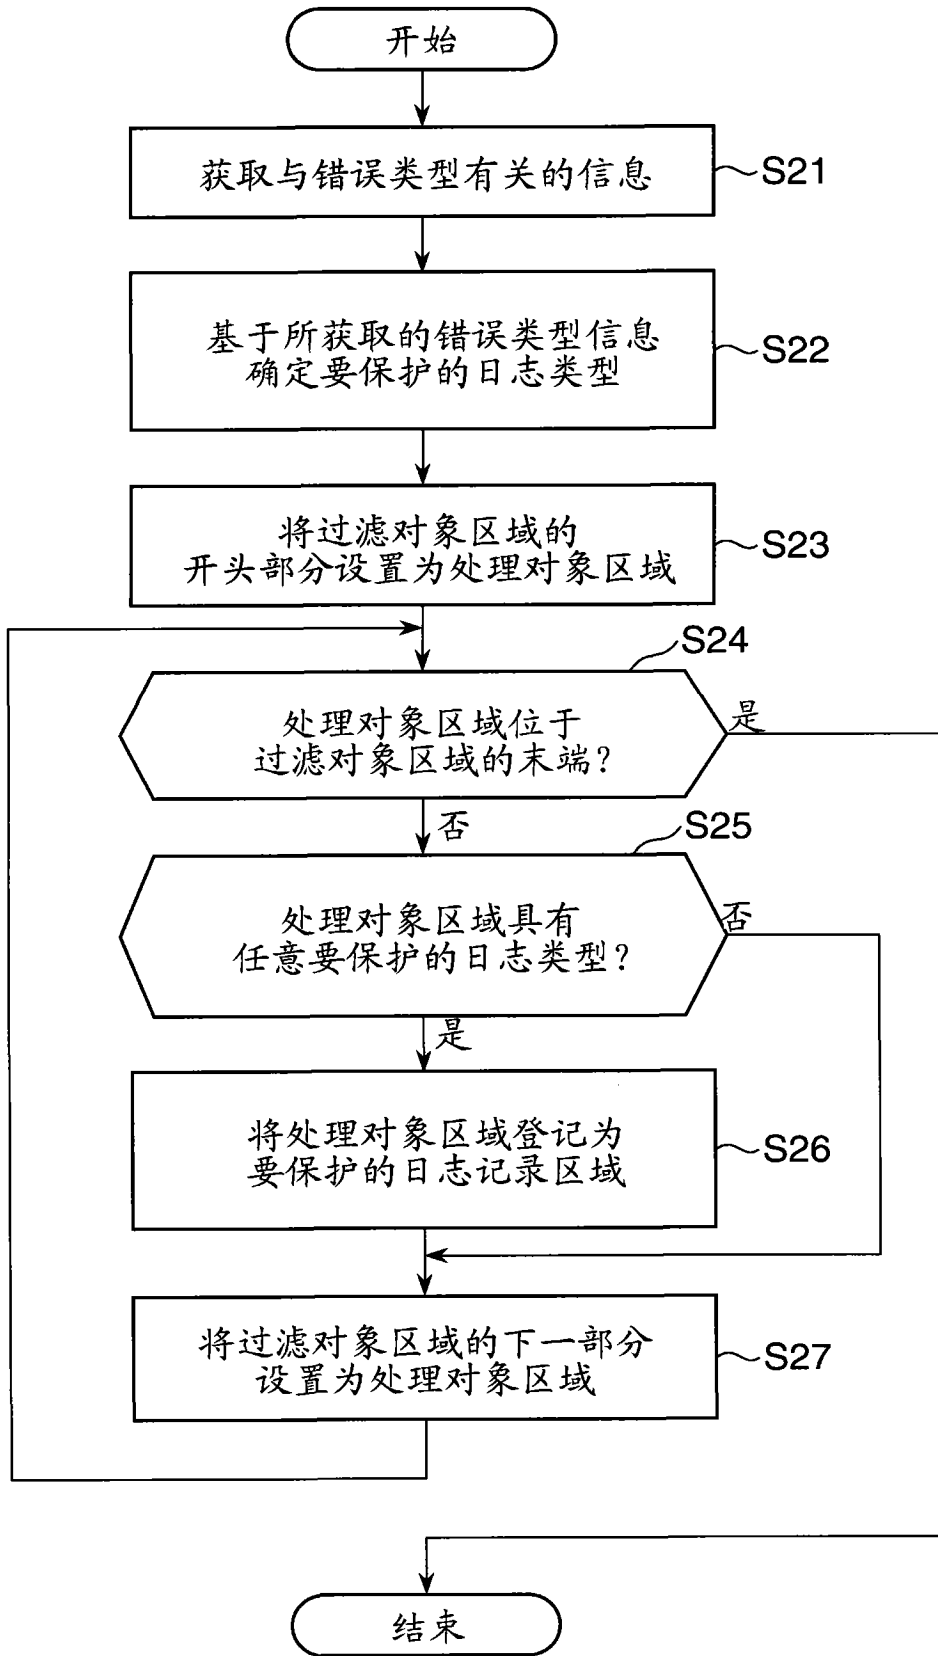 开始
获取与错误类型有关的信息
S21
基于所获取的错误类型信息
确定要保护的日志类型
S22
将过滤对象区域的
开头部分设置为处理对象区域
S23
S24
处理对象区域位于
过滤对象区域的末端?
是
否
S25
处理对象区域具有
任意要保护的日志类型?
否
是
将处理对象区域登记为
要保护的日志记录区域
S26
将过滤对象区域的下一部分
设置为处理对象区域
S27
结束